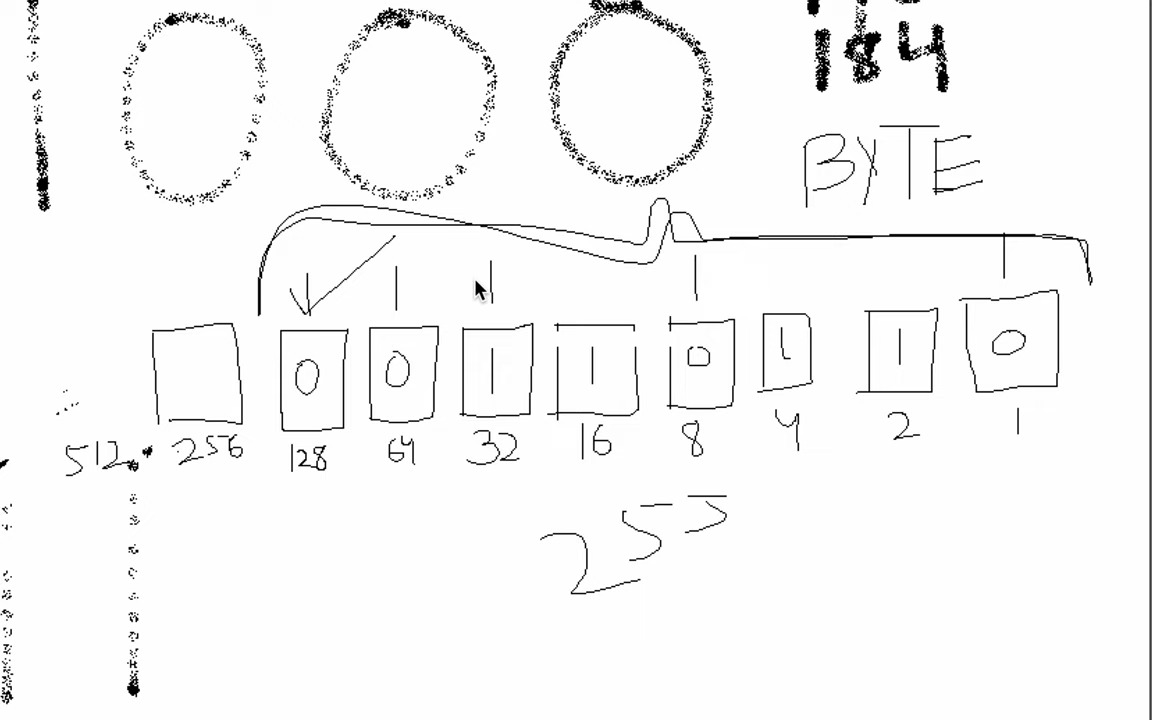 184
BYTE
| | | | |
0 0 1 1 0 1 1 0
512 256 128 64 32 16 8 4 2 1
255